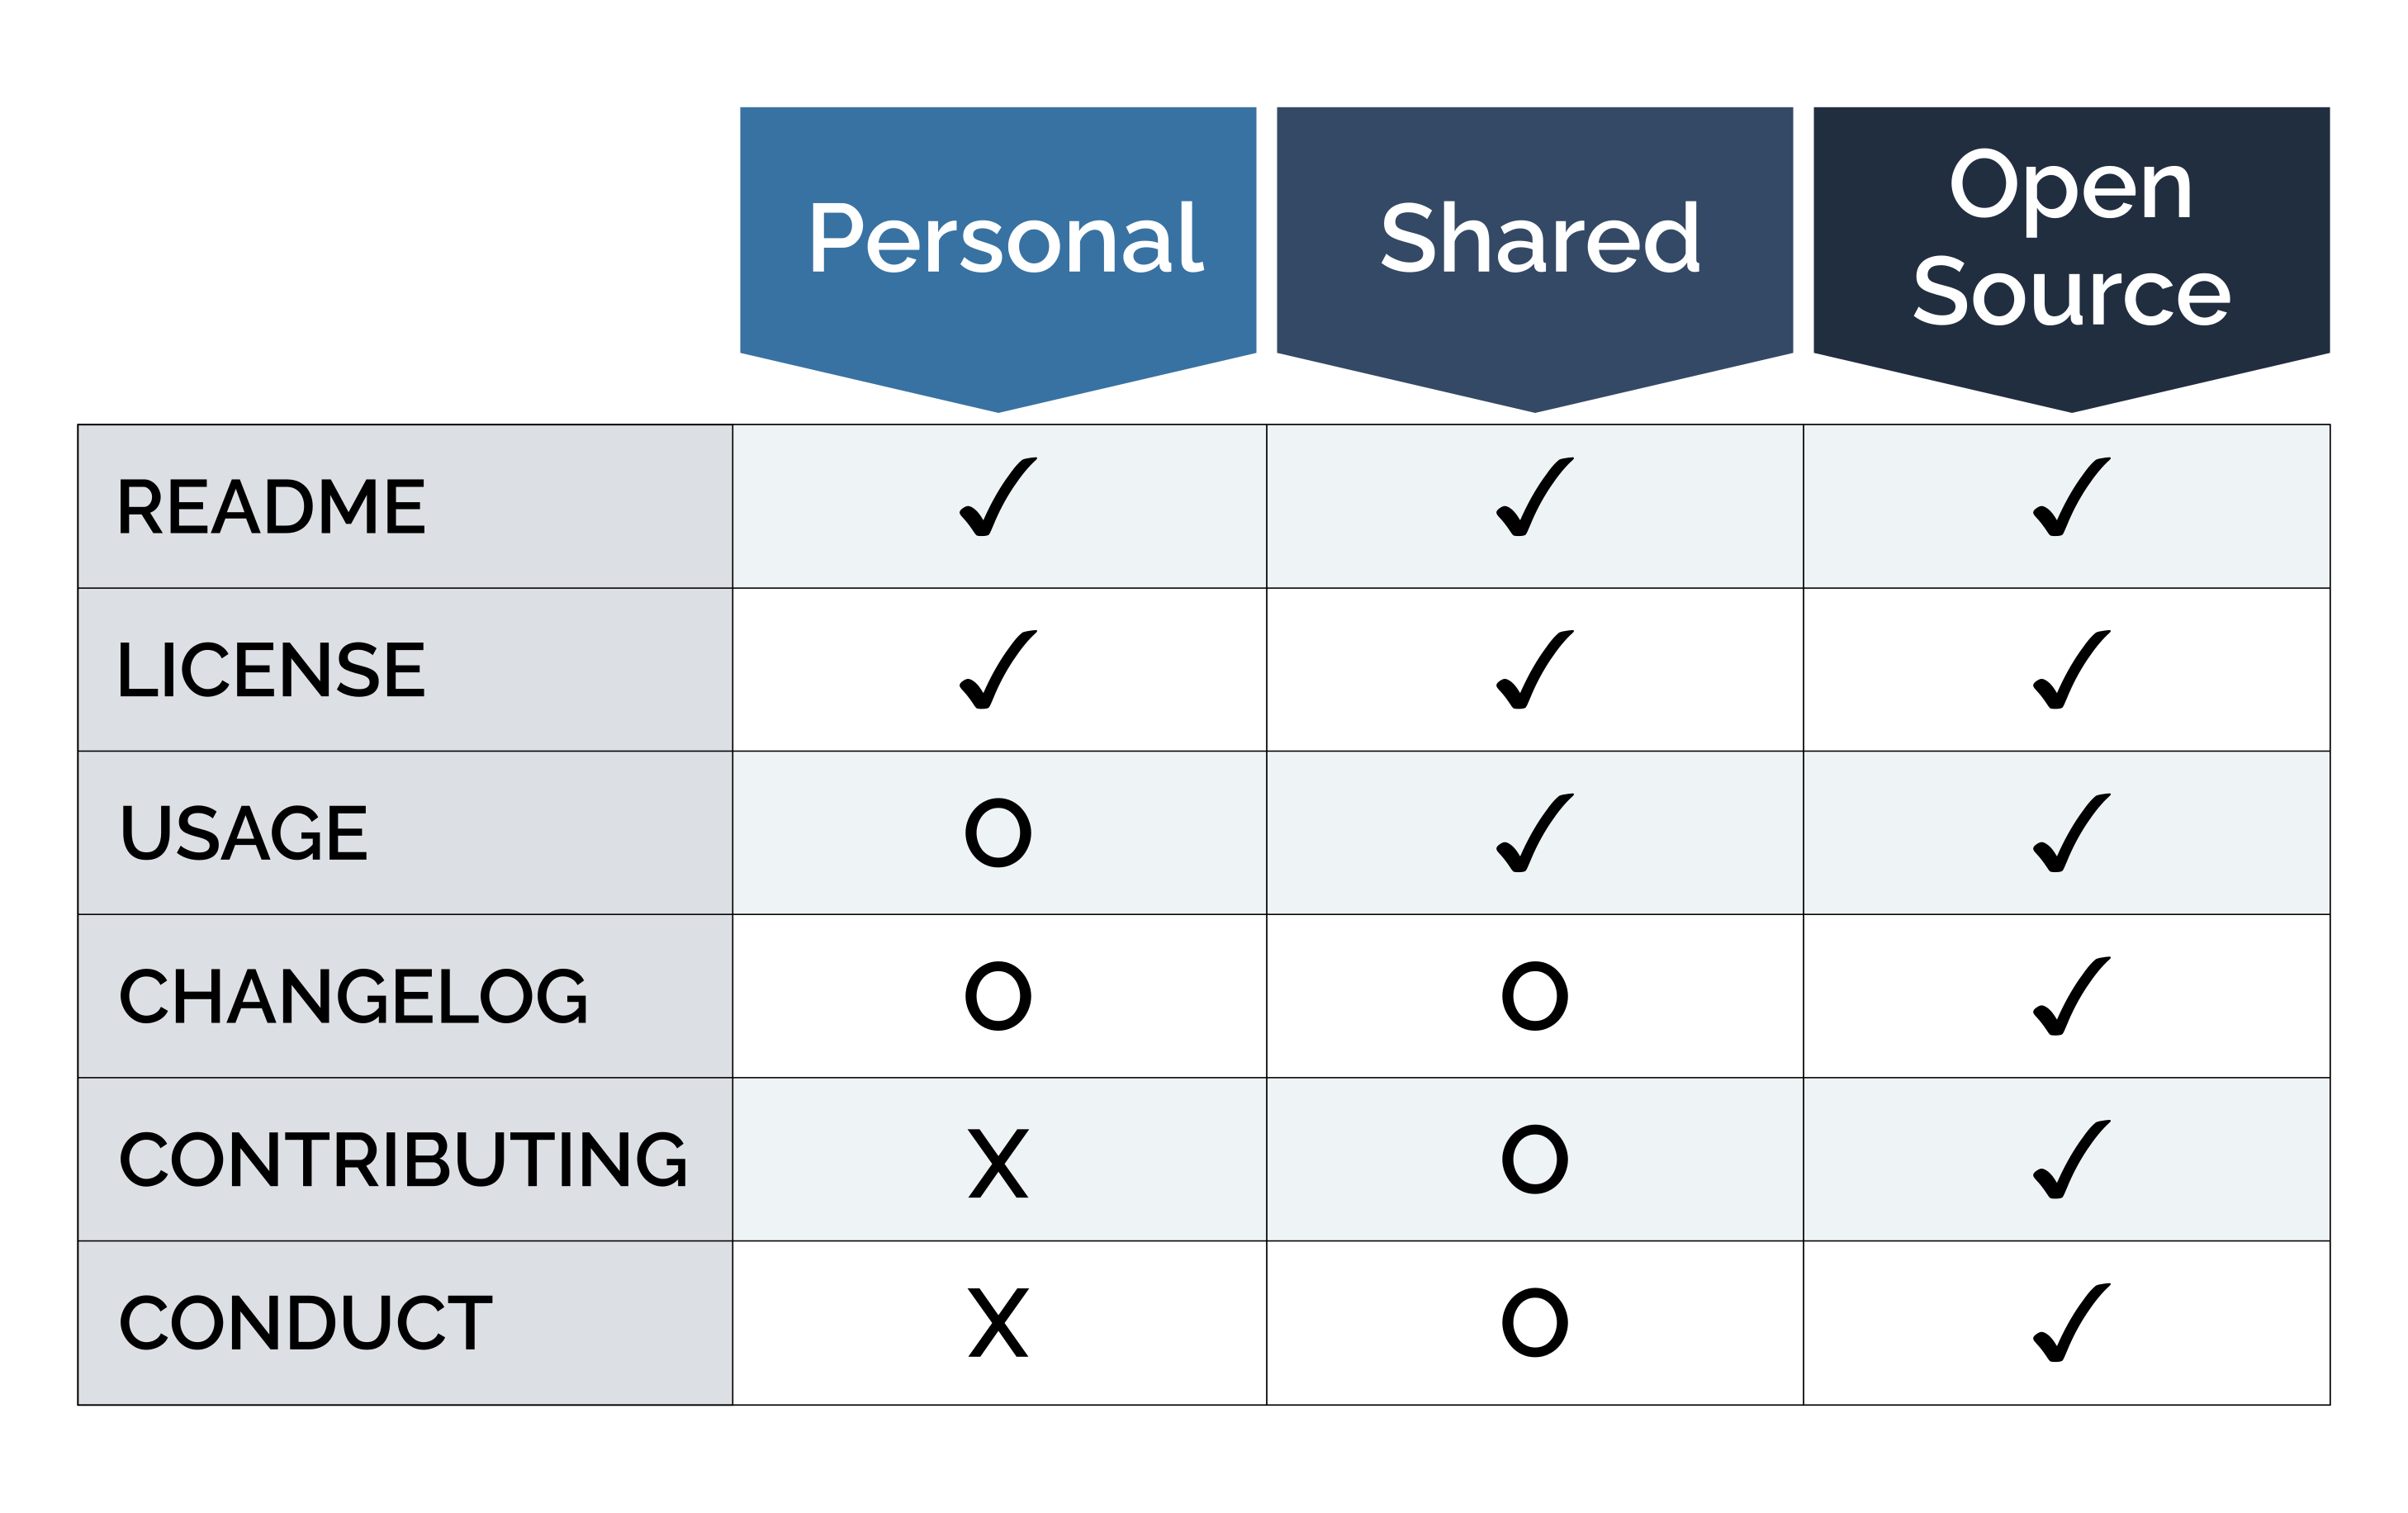 Personal
Shared
Open
Source
README ✓ ✓ ✓
LICENSE ✓ ✓ ✓
USAGE O ✓ ✓
CHANGELOG O O ✓
CONTRIBUTING X O ✓
CONDUCT X O ✓